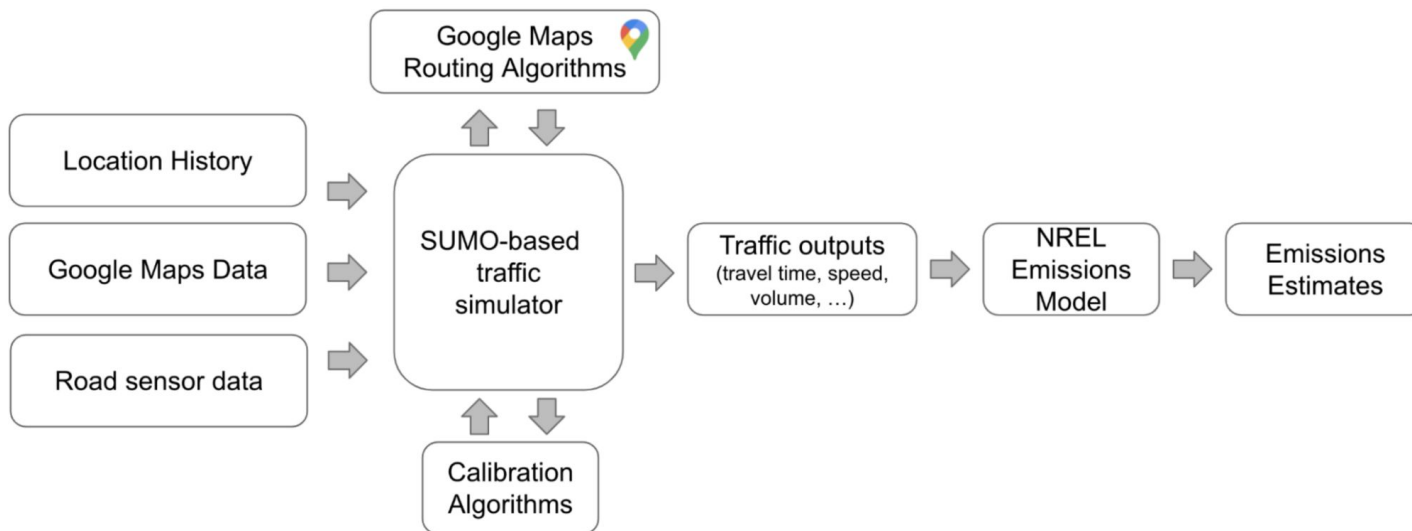 Google Maps
Routing Algorithms
Location History
Google Maps Data
Road sensor data
SUMO-based
traffic
simulator
Calibration
Algorithms
Traffic outputs
(travel time, speed,
volume, …)
NREL
Emissions
Model
Emissions
Estimates